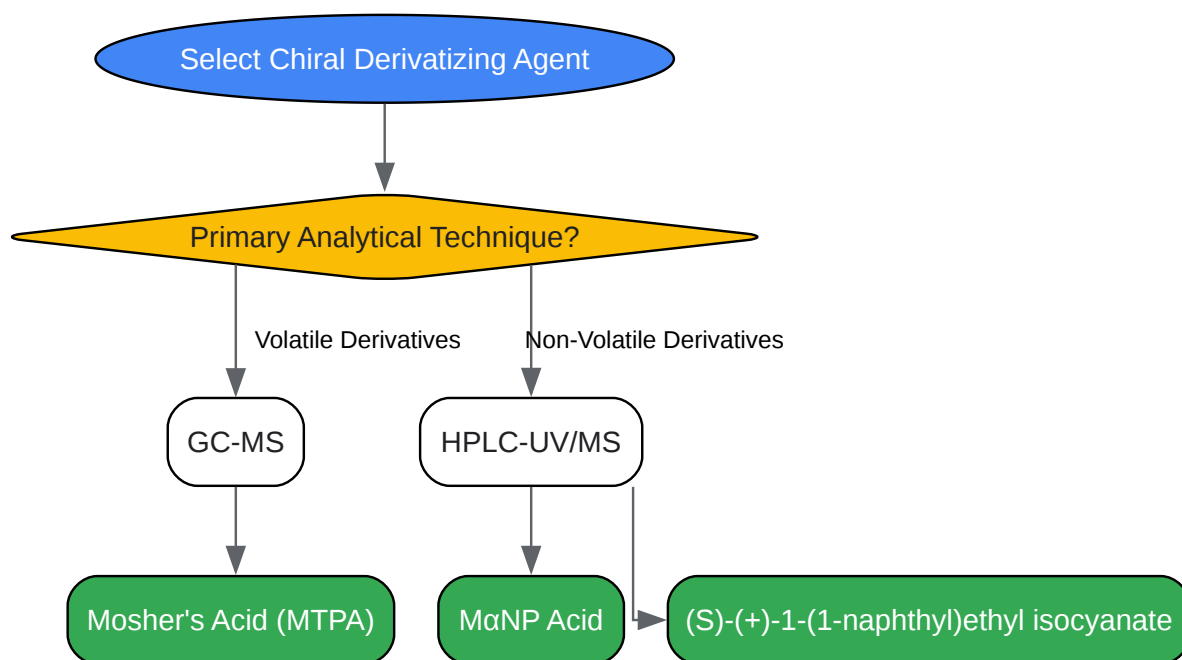 Select Chiral Derivatizing Agent
Primary Analytical Technique?
Volatile Derivatives
Non-Volatile Derivatives
GC-MS
HPLC-UV/MS
Mosher's Acid (MTPA)
MαNP Acid
(S)-(+)-1-(1-naphthyl)ethyl isocyanate